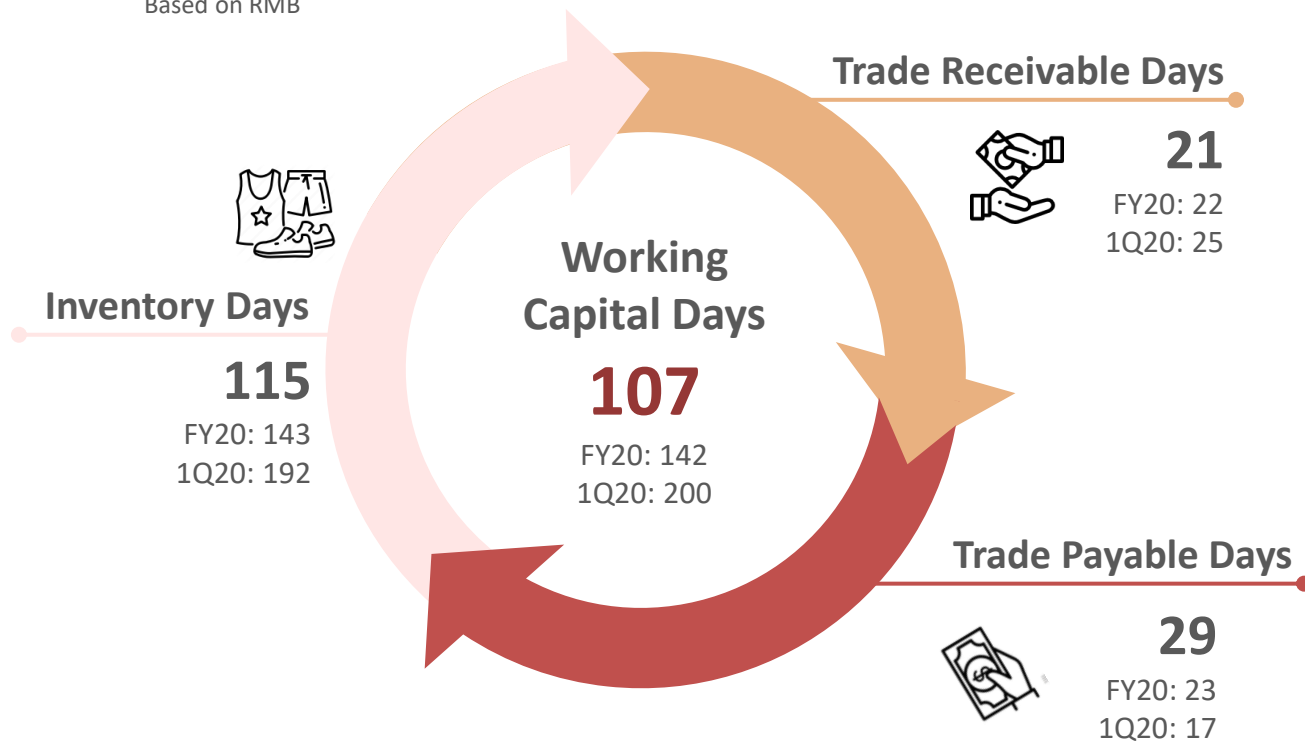 Based on RMB
Trade Receivable Days
21
FY20: 22
1Q20: 25
Working
Capital Days
107
FY20: 142
1Q20: 200
Inventory Days
115
FY20: 143
1Q20: 192
Trade Payable Days
29
FY20: 23
1Q20: 17